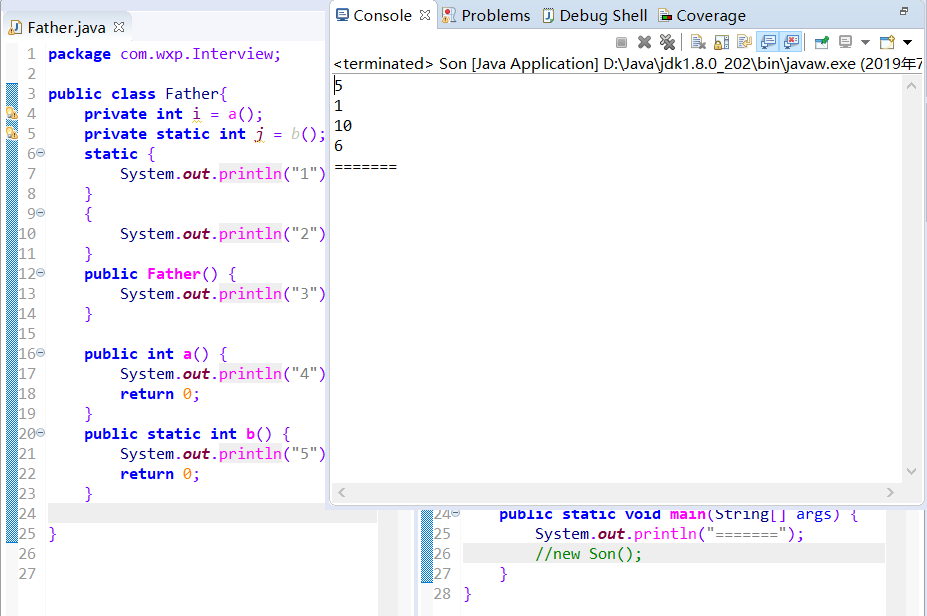 Father.java
1 package com.wxp.Interview;
2
3 public class Father{
4 private int i = a();
5 private static int j = b();
6 static {
7 System.out.println("1")
8 }
9 {
10 System.out.println("2")
11 }
12 public Father() {
13 System.out.println("3")
14 }
15
16 public int a() {
17 System.out.println("4")
18 return 0;
19 }
20 public static int b() {
21 System.out.println("5")
22 return 0;
23 }
24
25 }
26
27
Console Problems Debug Shell Coverage
<terminated> Son [Java Application] D:\Java\jdk1.8.0_202\bin\javaw.exe (2019年7
5
1
10
6
=======
24 public static void main(String[] args) {
25 System.out.println("=======");
26 //new Son();
27 }
28 }